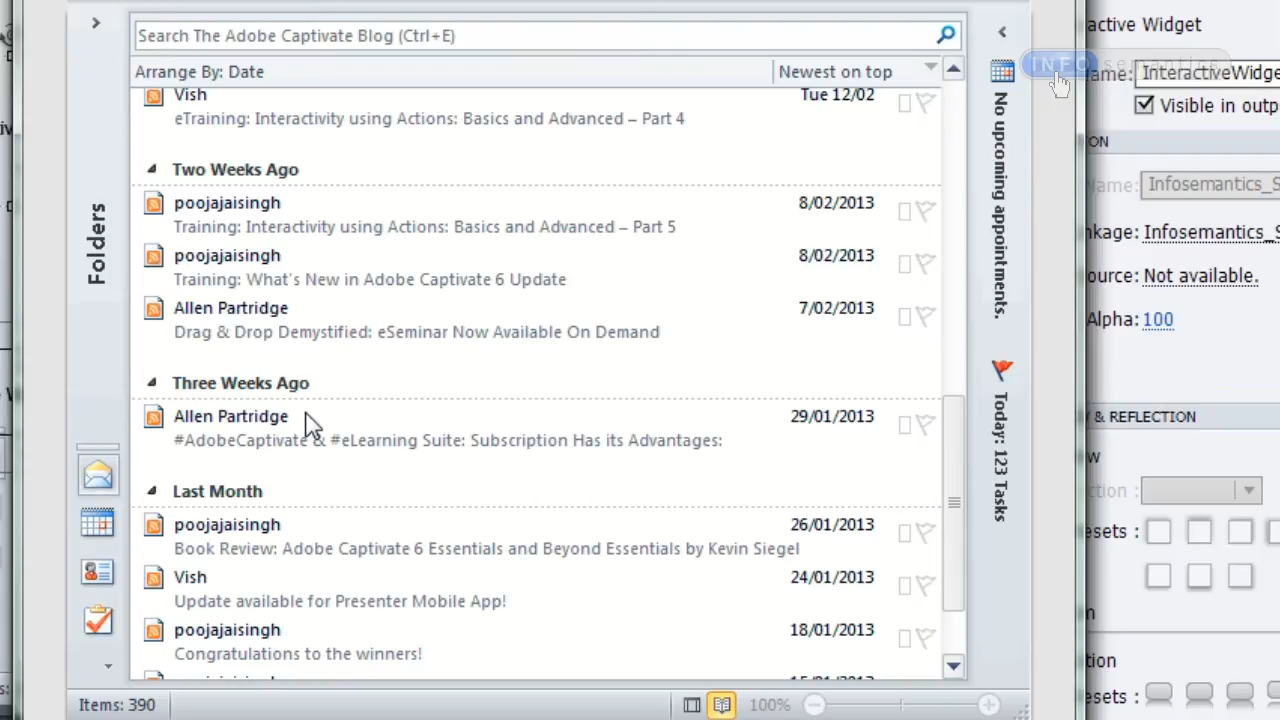 Search The Adobe Captivate Blog (Ctrl+E)
Arrange By: Date
Newest on top
Vish
Tue 12/02
eTraining: Interactivity using Actions: Basics and Advanced – Part 4
Two Weeks Ago
poojajaisingh
8/02/2013
Training: Interactivity using Actions: Basics and Advanced – Part 5
poojajaisingh
8/02/2013
Training: What's New in Adobe Captivate 6 Update
Allen Partridge
7/02/2013
Drag & Drop Demystified: eSeminar Now Available On Demand
Three Weeks Ago
Allen Partridge
29/01/2013
#AdobeCaptivate & #eLearning Suite: Subscription Has its Advantages:
Last Month
poojajaisingh
26/01/2013
Book Review: Adobe Captivate 6 Essentials and Beyond Essentials by Kevin Siegel
Vish
24/01/2013
Update available for Presenter Mobile App!
poojajaisingh
18/01/2013
Congratulations to the winners!
Folders
No upcoming appointments.
Today: 123 Tasks
Items: 390
100%
INFOsemantics
active Widget
Name: InteractiveWidge
Visible in outp
ON
Name: Infosemantics_S
nkage: Infosemantics_S
ource: Not available.
Alpha: 100
& REFLECTION
w
ction :
esets :
tion
esets :